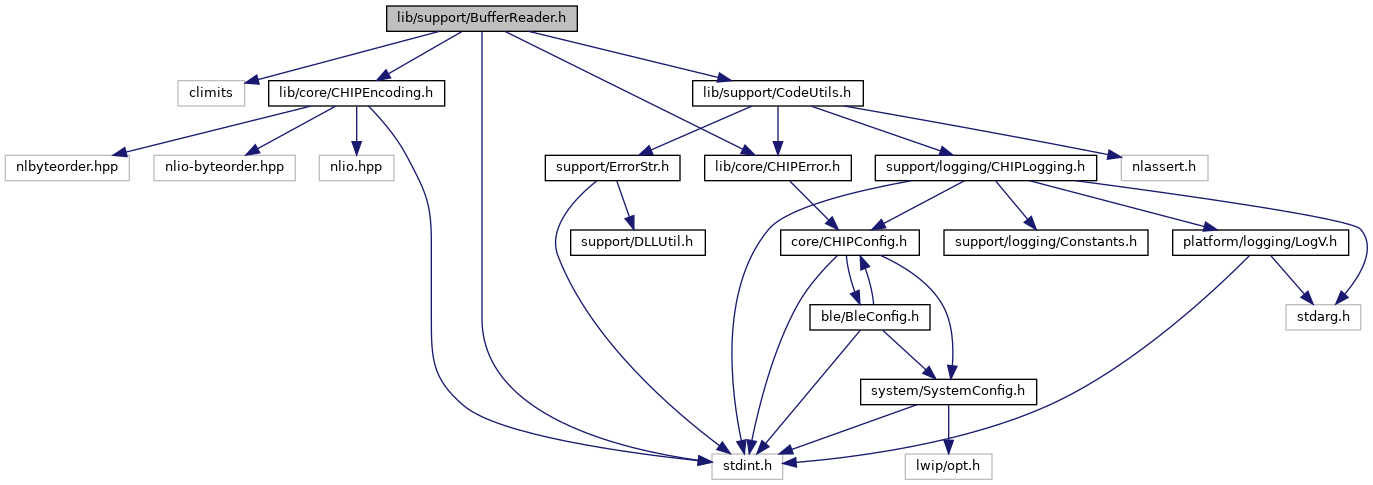 lib/support/BufferReader.h
climits
lib/core/CHIPEncoding.h
lib/support/CodeUtils.h
nlbyteorder.hpp
nlio-byteorder.hpp
nlio.hpp
support/ErrorStr.h
lib/core/CHIPError.h
support/logging/CHIPLogging.h
nlassert.h
support/DLLUtil.h
core/CHIPConfig.h
support/logging/Constants.h
platform/logging/LogV.h
ble/BleConfig.h
stdarg.h
system/SystemConfig.h
stdint.h
lwip/opt.h